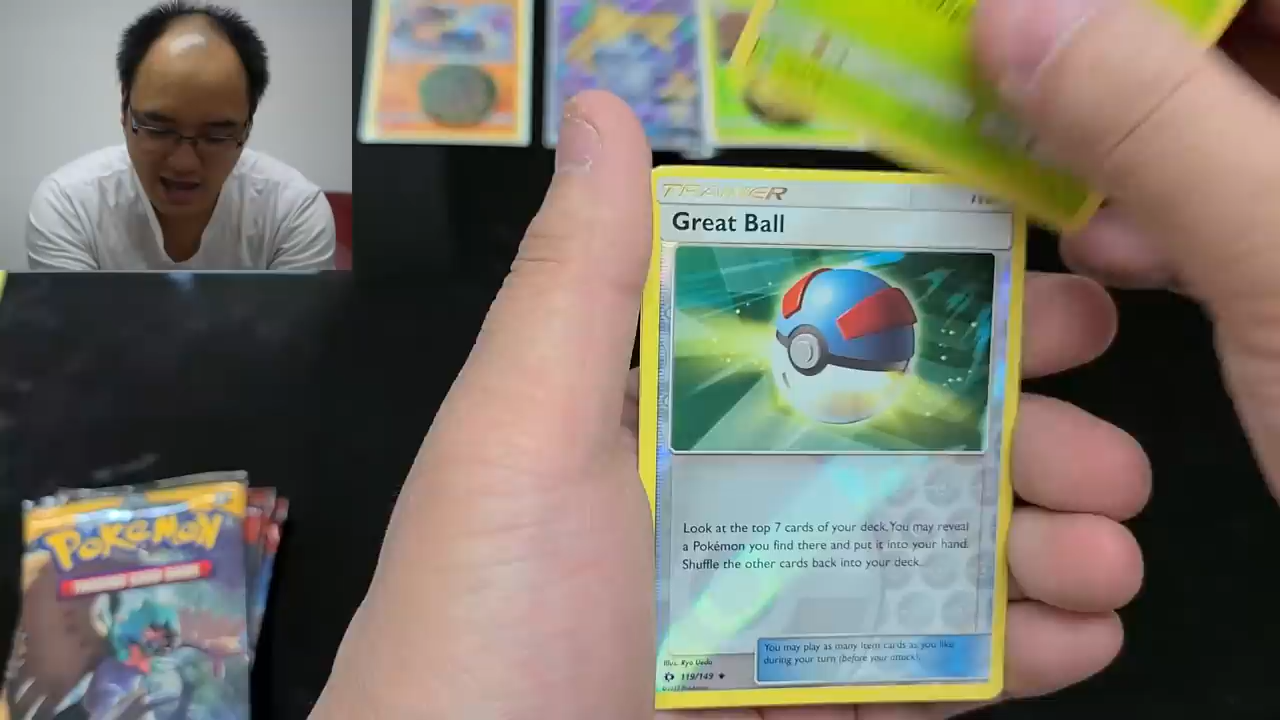 TRAINER
Great Ball
Look at the top 7 cards of your deck. You may reveal
a Pokémon you find there and put it into your hand.
Shuffle the other cards back into your deck.
You may play as many Item cards as you like
during your turn (before your attack).
Illus. Ryo Ueda
119/149
©2017 Pokémon
POKéMON